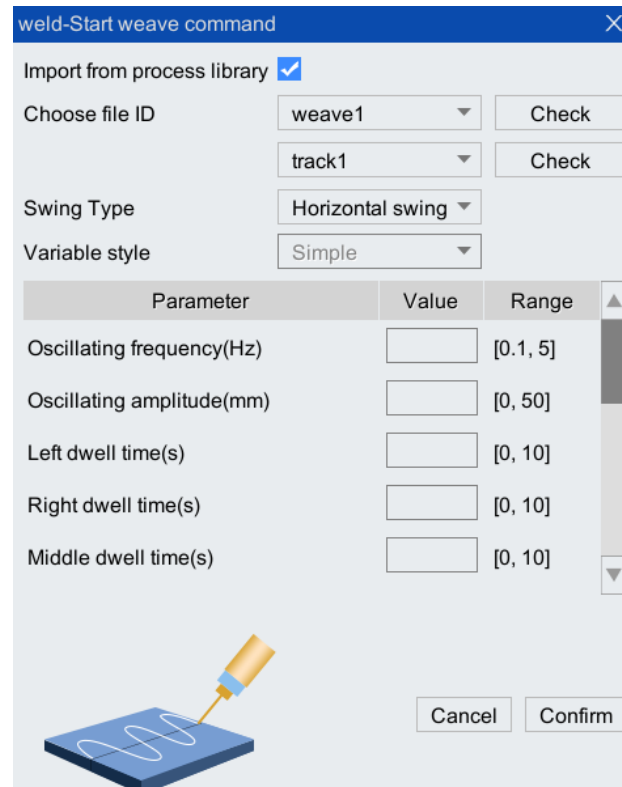 weld-Start weave command X
Import from process library
Choose file ID weave1 Check
track1 Check
Swing Type Horizontal swing
Variable style Simple
Parameter Value Range
Oscillating frequency(Hz) [0.1, 5]
Oscillating amplitude(mm) [0, 50]
Left dwell time(s) [0, 10]
Right dwell time(s) [0, 10]
Middle dwell time(s) [0, 10]
Cancel Confirm